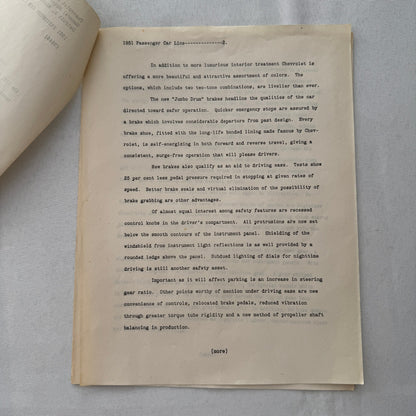 1951 Passenger Car Line---------------2.
In addition to more luxurious interior treatment Chevrolet is
offering a more beautiful and attractive assortment of colors. The
options, which include two two-tone combinations, are livelier than ever.
The new "Jumbo Drum" brakes headline the qualities of the car
directed toward safer operation. Quicker emergency stops are assured by
a brake which involves considerable departure from past design. Every
brake shoe, fitted with the long-life bonded lining made famous by Chev-
rolet, is self-energizing in both forward and reverse travel, giving a
consistent, surge-free operation that will please drivers.
New brakes also qualify as an aid to driving ease. Tests show
25 per cent less pedal pressure required in stopping at given rates of
speed. Better brake seals and virtual elimination of the possibility of
brake grabbing are other advantages.
Of almost equal interest among safety features are recessed
control knobs in the driver's compartment. All protrusions are now set
below the smooth contours of the instrument panel. Shielding of the
windshield from instrument light reflections is as well provided by a
rounded ledge above the panel. Subdued lighting of dials for nighttime
driving is still another safety asset.
Important as it will affect parking is an increase in steering
gear ratio. Other points worthy of mention under driving ease are new
convenience of controls, relocated brake pedals, reduced vibration
through greater torque tube rigidity and a new method of propeller shaft
balancing in production.
(more)